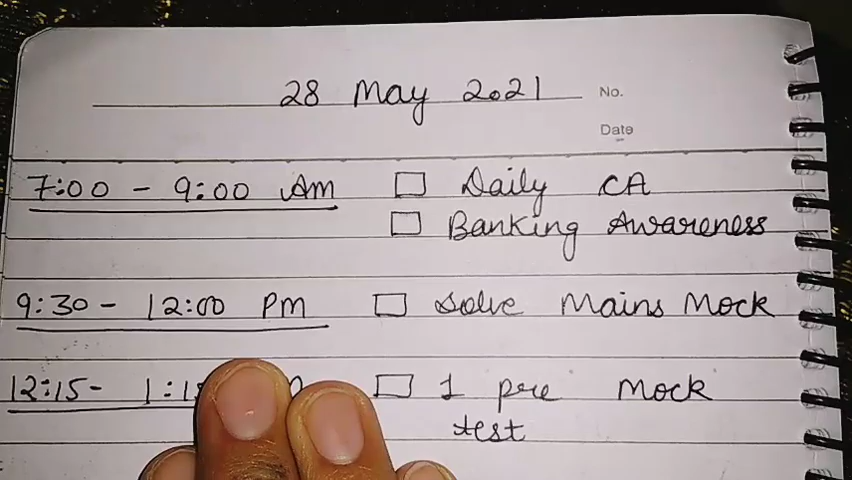 28 May 2021 No.
Date
7:00 - 9:00 Am □ Daily CA
□ Banking Awareness
9:30 - 12:00 Pm □ Solve Mains Mock
12:15- □ 1 pre Mock
test